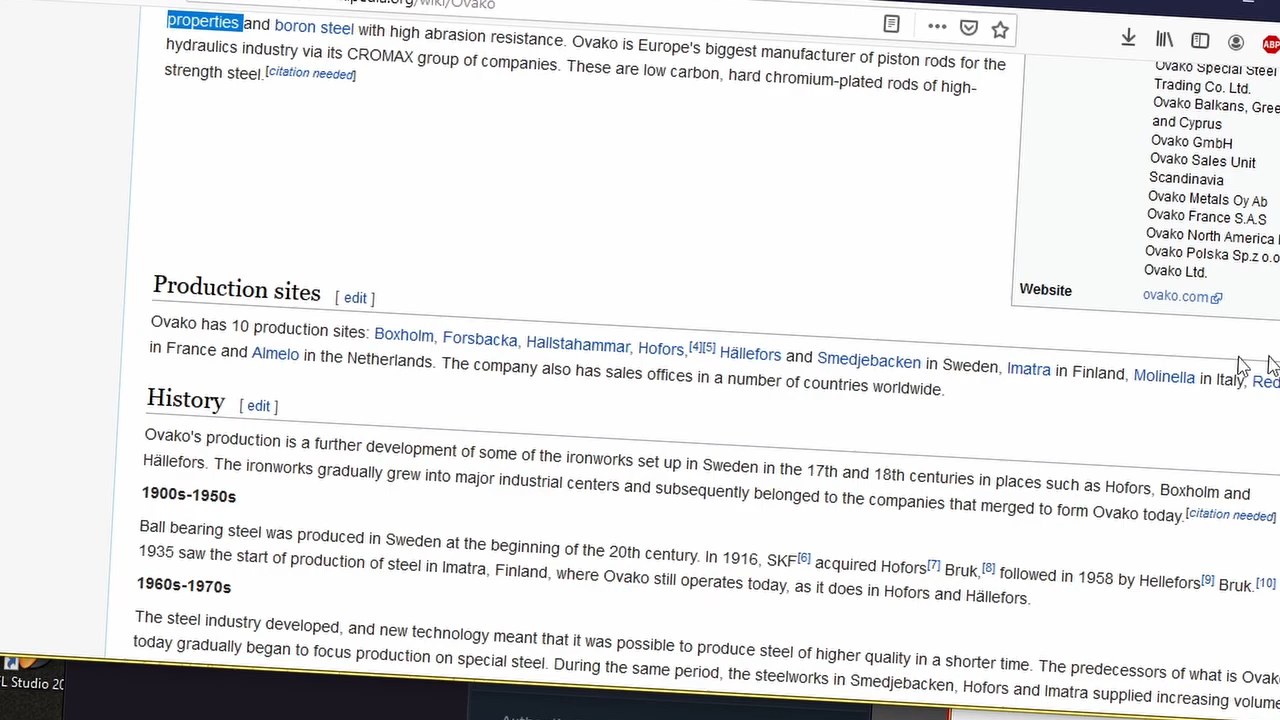 properties and boron steel with high abrasion resistance. Ovako is Europe's biggest manufacturer of piston rods for the
hydraulics industry via its CROMAX group of companies. These are low carbon, hard chromium-plated rods of high-
strength steel.[citation needed]
ABP
Ovako Special Steel
Trading Co. Ltd.
Ovako Balkans,
and Cyprus
Ovako GmbH
Ovako Sales Unit
Scandinavia
Ovako Metals Oy Ab
Ovako France S.A.S
Ovako North America
Ovako Polska Sp.z o.o
Ovako Ltd.
Website ovako.com
Production sites [ edit ]
Ovako has 10 production sites: Boxholm, Forsbacka, Hallstahammar, Hofors,[4][5] Hällefors and Smedjebacken in Sweden, Imatra in Finland, Molinella in Italy,
in France and Almelo in the Netherlands. The company also has sales offices in a number of countries worldwide.
History [ edit ]
Ovako's production is a further development of some of the ironworks set up in Sweden in the 17th and 18th centuries in places such as Hofors, Boxholm and
Hällefors. The ironworks gradually grew into major industrial centers and subsequently belonged to the companies that merged to form Ovako today.[citation needed]
1900s-1950s
Ball bearing steel was produced in Sweden at the beginning of the 20th century. In 1916, SKF[6] acquired Hofors[7] Bruk,[8] followed in 1958 by Hellefors[9] Bruk.[10]
1935 saw the start of production of steel in Imatra, Finland, where Ovako still operates today, as it does in Hofors and Hällefors.
1960s-1970s
The steel industry developed, and new technology meant that it was possible to produce steel of higher quality in a shorter time. The predecessors of what is Ovako
today gradually began to focus production on special steel. During the same period, the steelworks in Smedjebacken, Hofors and Imatra supplied increasing
Studio